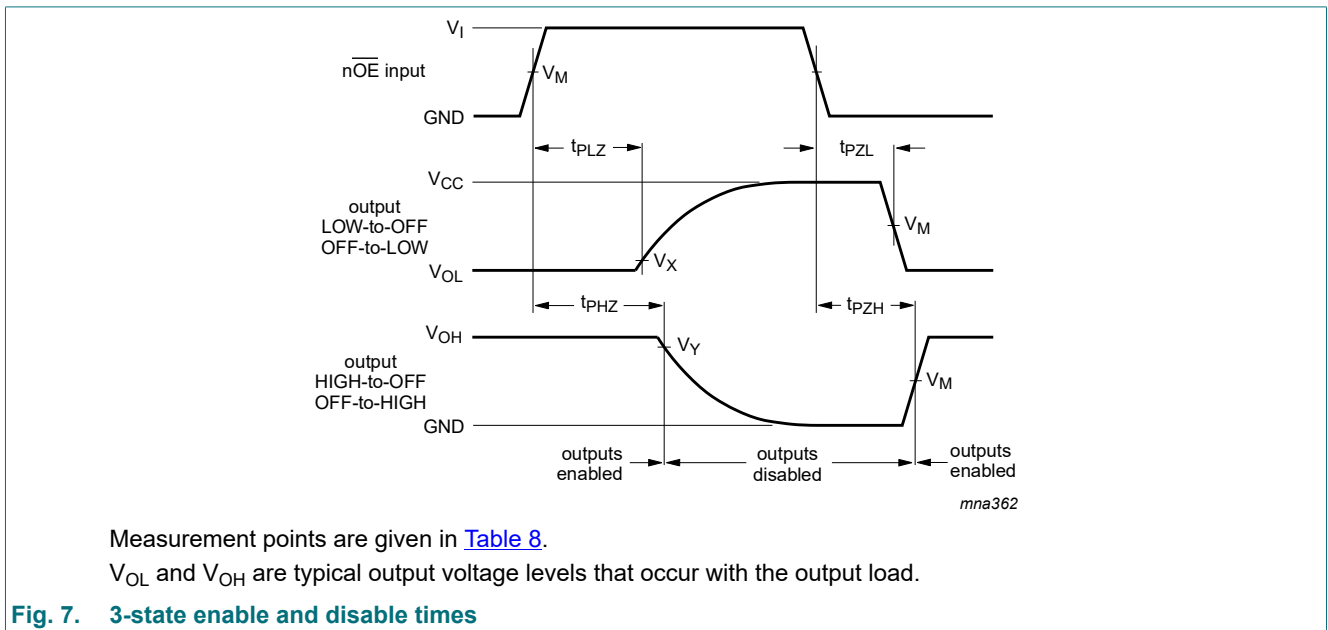 V_I
nO̅E̅ input
V_M
GND
t_PLZ
t_PZL
V_CC
output
LOW-to-OFF
OFF-to-LOW
V_M
V_X
V_OL
t_PHZ
t_PZH
V_OH
output
HIGH-to-OFF
OFF-to-HIGH
V_Y
V_M
GND
outputs
enabled
outputs
disabled
outputs
enabled
mna362
Measurement points are given in Table 8.
V_OL and V_OH are typical output voltage levels that occur with the output load.
Fig. 7. 3-state enable and disable times